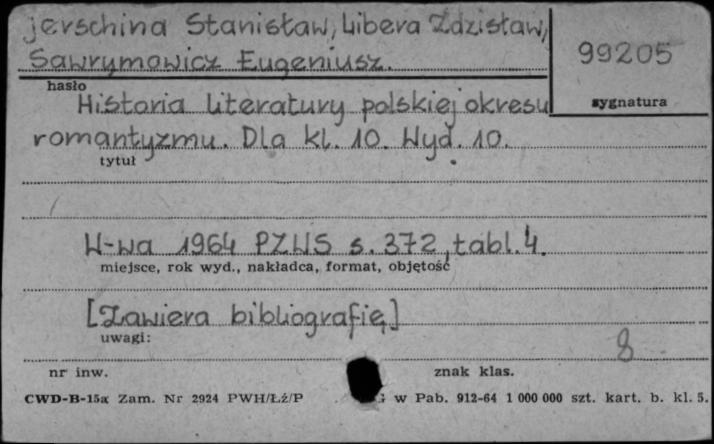 Jerschina Stanisław, Libera Zdzisław,
Sawrymowicz Eugeniusz.
99205
hasło
sygnatura
Historia literatury polskiej okresu
romantyzmu. Dla kl. 10. Wyd. 10.
tytuł
W-wa 1964 PZWS s. 372, tabl. 4.
miejsce, rok wyd., nakładca, format, objętość
[Zawiera bibliografię]
uwagi:
8
nr inw. znak klas.
CWD-B-15a Zam. Nr 2924 PWH/Łź/P G w Pab. 912-64 1 000 000 szt. kart. b. kl. 5.